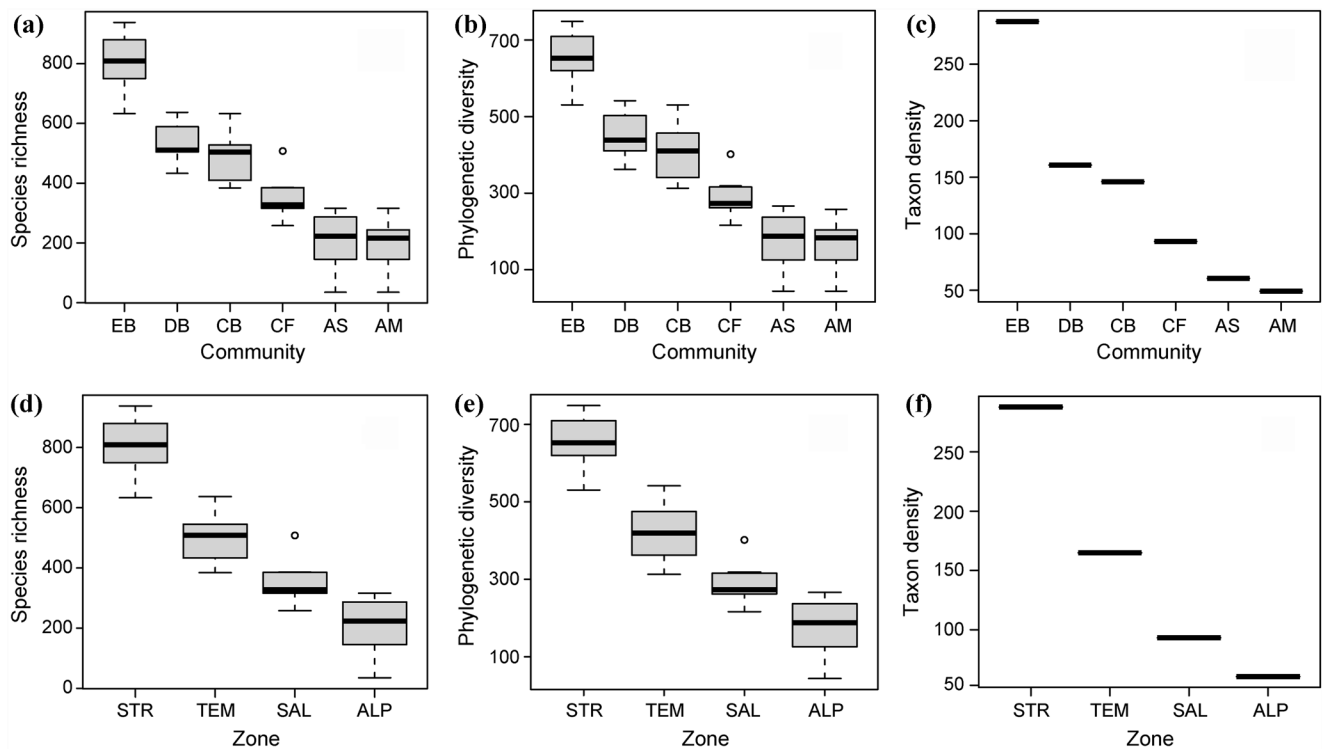 (a)
Species richness
800
600
400
200
0
EB DB CB CF AS AM
Community
(b)
Phylogenetic diversity
700
500
300
100
EB DB CB CF AS AM
Community
(c)
Taxon density
250
200
150
100
50
EB DB CB CF AS AM
Community
(d)
Species richness
800
600
400
200
0
STR TEM SAL ALP
Zone
(e)
Phylogenetic diversity
700
500
300
100
STR TEM SAL ALP
Zone
(f)
Taxon density
250
200
150
100
50
STR TEM SAL ALP
Zone